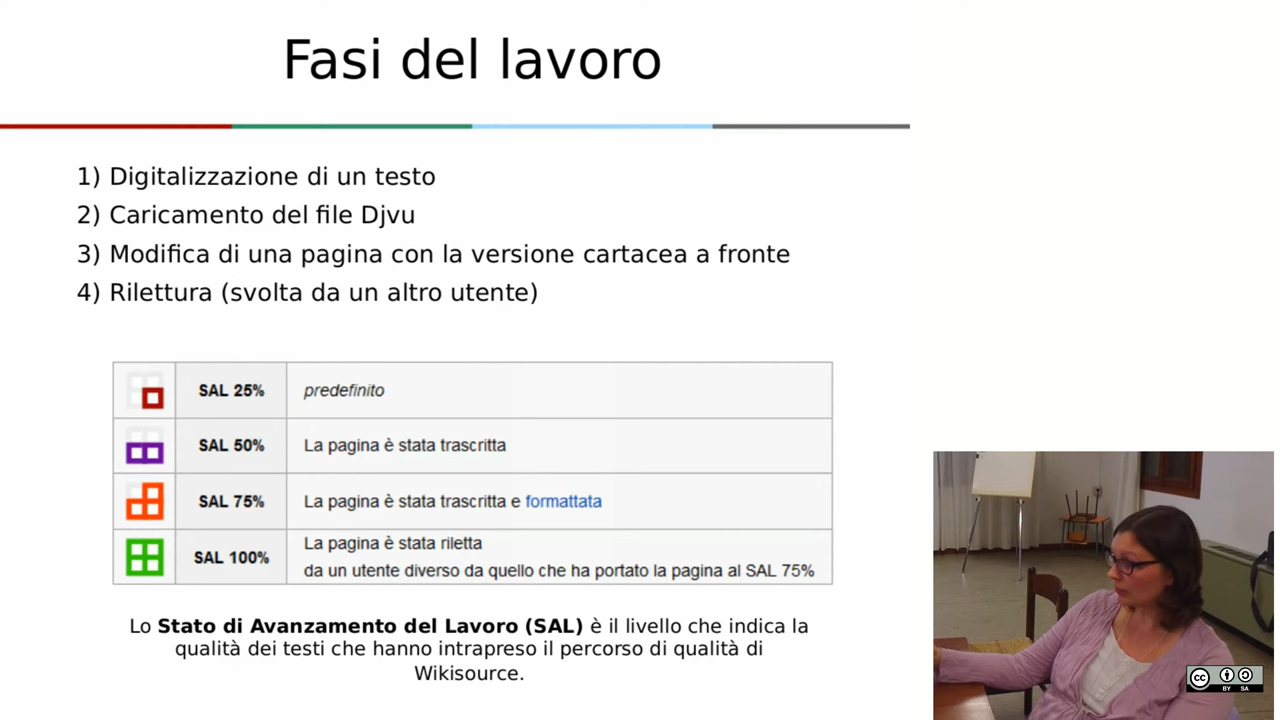 Fasi del lavoro
1) Digitalizzazione di un testo
2) Caricamento del file Djvu
3) Modifica di una pagina con la versione cartacea a fronte
4) Rilettura (svolta da un altro utente)
SAL 25% predefinito
SAL 50% La pagina è stata trascritta
SAL 75% La pagina è stata trascritta e formattata
SAL 100% La pagina è stata riletta
da un utente diverso da quello che ha portato la pagina al SAL 75%
Lo Stato di Avanzamento del Lavoro (SAL) è il livello che indica la
qualità dei testi che hanno intrapreso il percorso di qualità di
Wikisource.
cc
BY SA